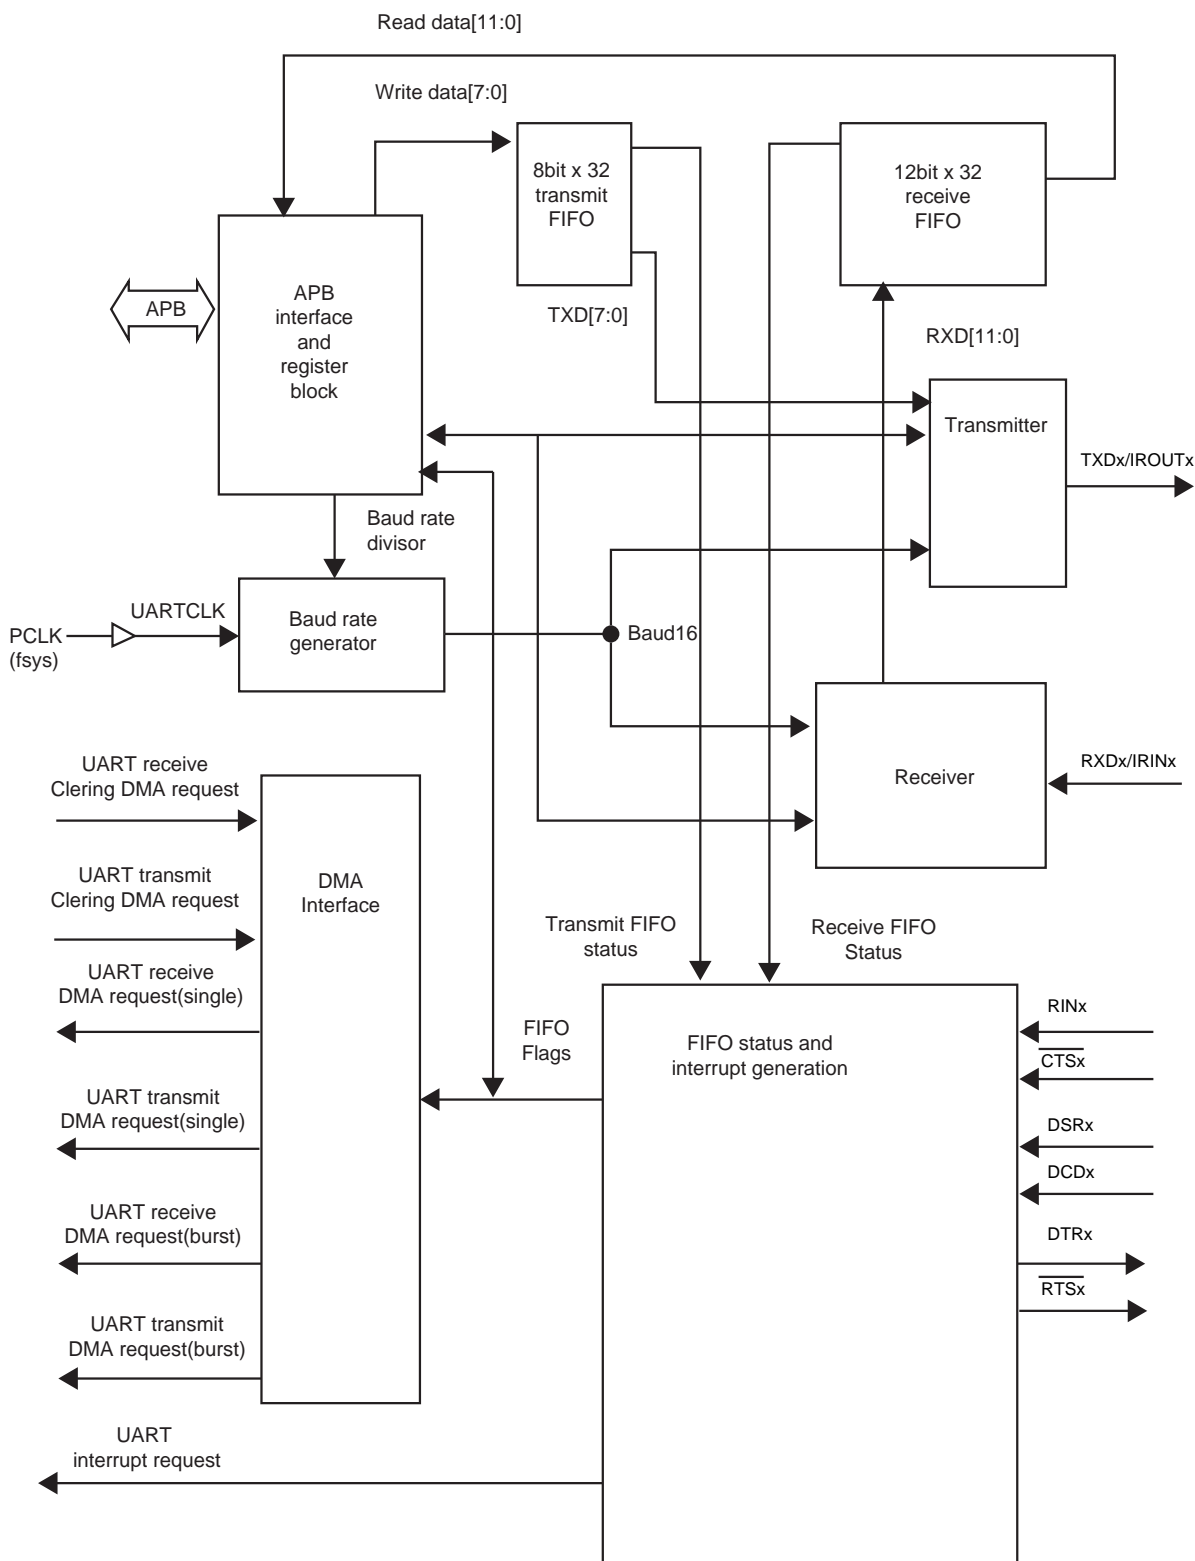 Read data[11:0]
Write data[7:0]
8bit x 32
transmit
FIFO
12bit x 32
receive
FIFO
APB
APB
interface
and
register
block
TXD[7:0]
RXD[11:0]
Transmitter
TXDx/IROUTx
Baud rate
divisor
UARTCLK
PCLK
(fsys)
Baud rate
generator
Baud16
UART receive
Clering DMA request
Receiver
RXDx/IRINx
UART transmit
Clering DMA request
DMA
Interface
Transmit FIFO
status
Receive FIFO
Status
UART receive
DMA request(single)
FIFO
Flags
FIFO status and
interrupt generation
RINx
CTSx
UART transmit
DMA request(single)
DSRx
DCDx
UART receive
DMA request(burst)
DTRx
RTSx
UART transmit
DMA request(burst)
UART
interrupt request